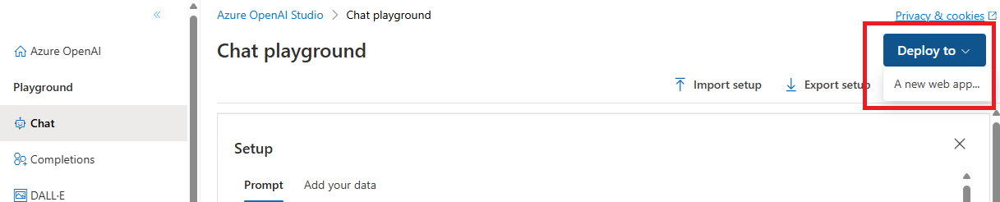 «
Azure OpenAI
Playground
Chat
Completions
DALL·E
Azure OpenAI Studio > Chat playground
Privacy & cookies
Chat playground
Deploy to
A new web app...
Import setup
Export setup
Setup
Prompt
Add your data